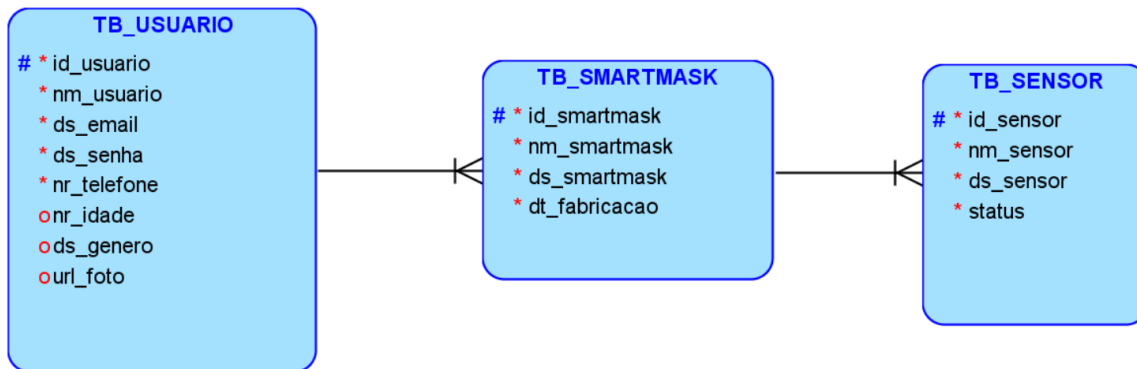 TB_USUARIO
# * id_usuario
* nm_usuario
* ds_email
* ds_senha
* nr_telefone
o nr_idade
o ds_genero
o url_foto
TB_SMARTMASK
# * id_smartmask
* nm_smartmask
* ds_smartmask
* dt_fabricacao
TB_SENSOR
# * id_sensor
* nm_sensor
* ds_sensor
* status